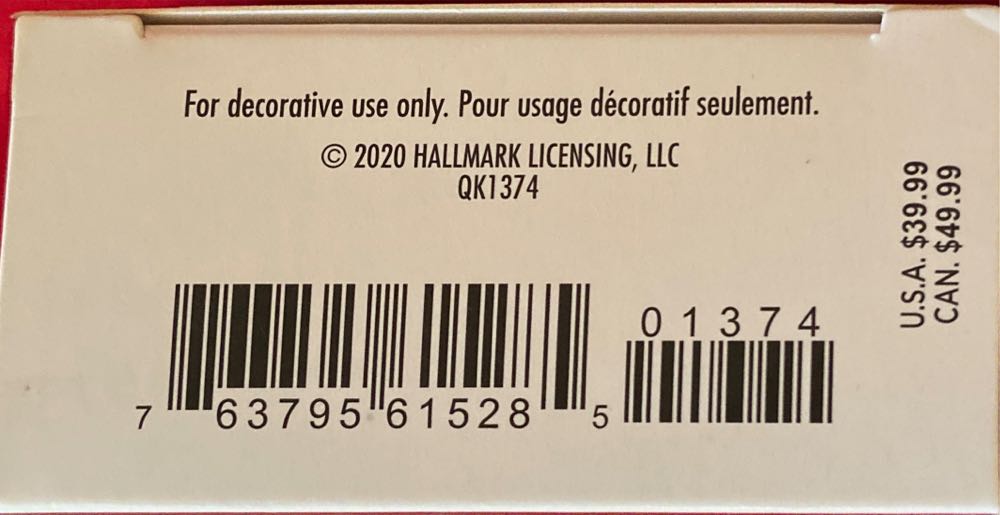 For decorative use only. Pour usage décoratif seulement.
© 2020 HALLMARK LICENSING, LLC
QK1374
U.S.A. $39.99
CAN. $49.99
01374
7 63795 61528 5